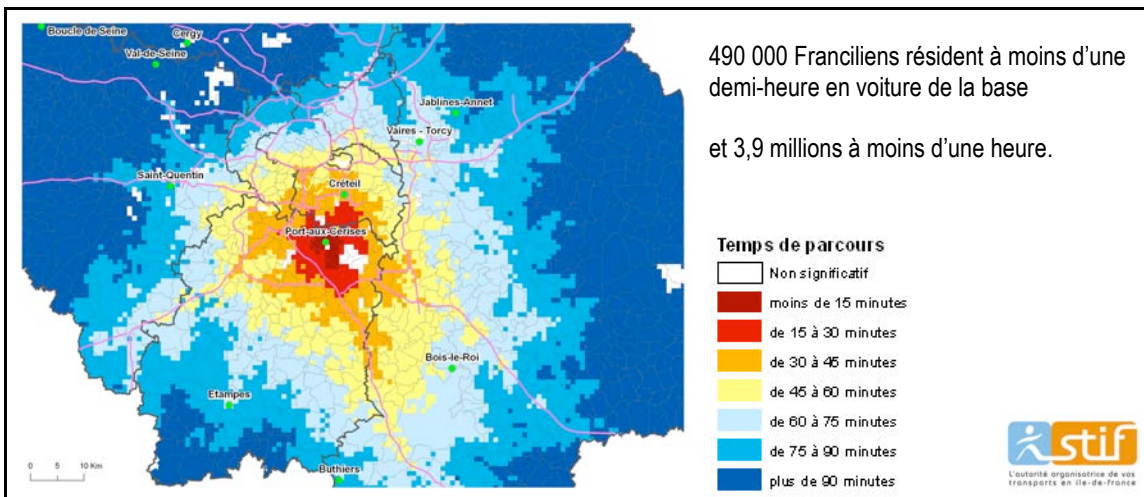 Boucle de Seine
Cergy
Val-de-Seine
Jablines-Annet
Vaires - Torcy
Saint-Quentin
Créteil
Port-aux-Cerises
Bois-le-Roi
Etampes
Buthiers
0 5 10 Km
490 000 Franciliens résident à moins d’une
demi-heure en voiture de la base
et 3,9 millions à moins d’une heure.
Temps de parcours
Non significatif
moins de 15 minutes
de 15 à 30 minutes
de 30 à 45 minutes
de 45 à 60 minutes
de 60 à 75 minutes
de 75 à 90 minutes
plus de 90 minutes
stif
L'autorité organisatrice de vos
transports en ile-de-france